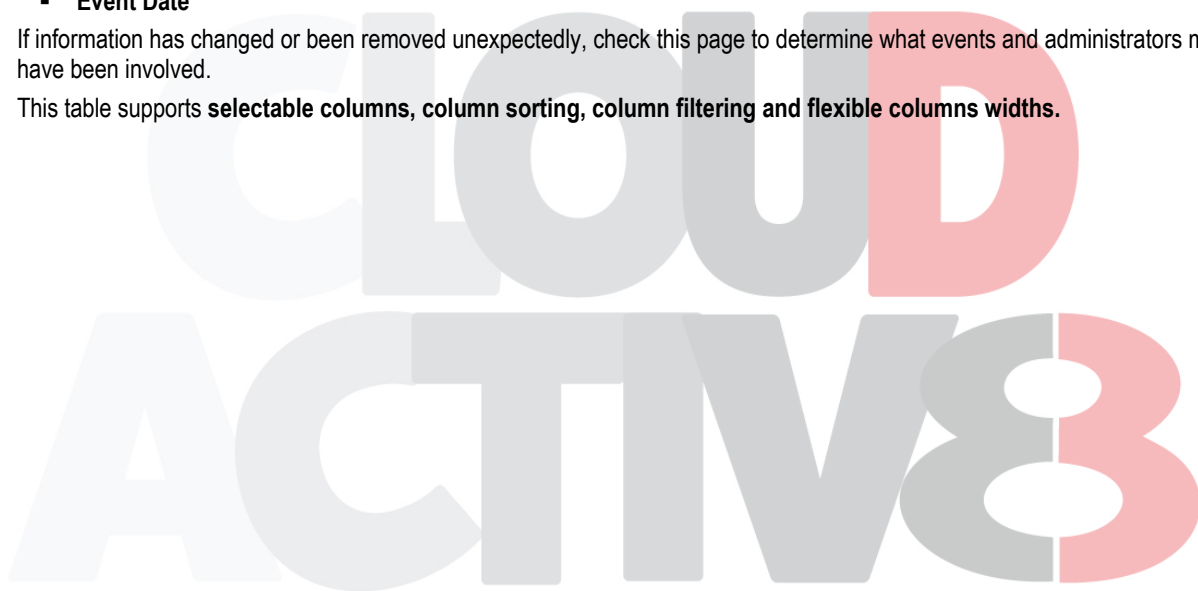 ▪ Event Date
If information has changed or been removed unexpectedly, check this page to determine what events and administrators
have been involved.
This table supports selectable columns, column sorting, column filtering and flexible columns widths.
CLOUD
ACTIV8